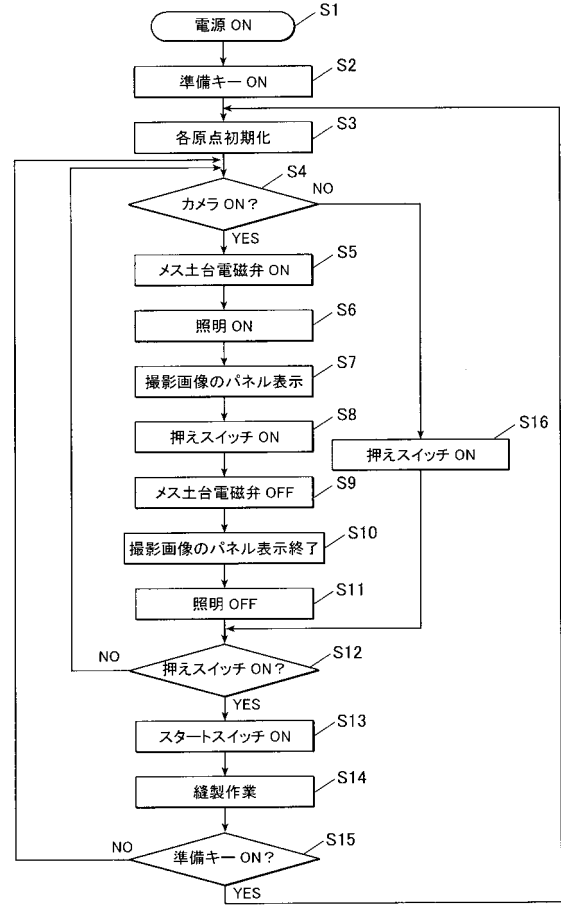 電源 ON
S1
準備キー ON
S2
各原点初期化
S3
カメラ ON？
S4
NO
YES
メス土台電磁弁 ON
S5
照明 ON
S6
撮影画像のパネル表示
S7
押えスイッチ ON
S8
押えスイッチ ON
S16
メス土台電磁弁 OFF
S9
撮影画像のパネル表示終了
S10
照明 OFF
S11
NO
押えスイッチ ON？
S12
YES
スタートスイッチ ON
S13
縫製作業
S14
NO
準備キー ON？
S15
YES